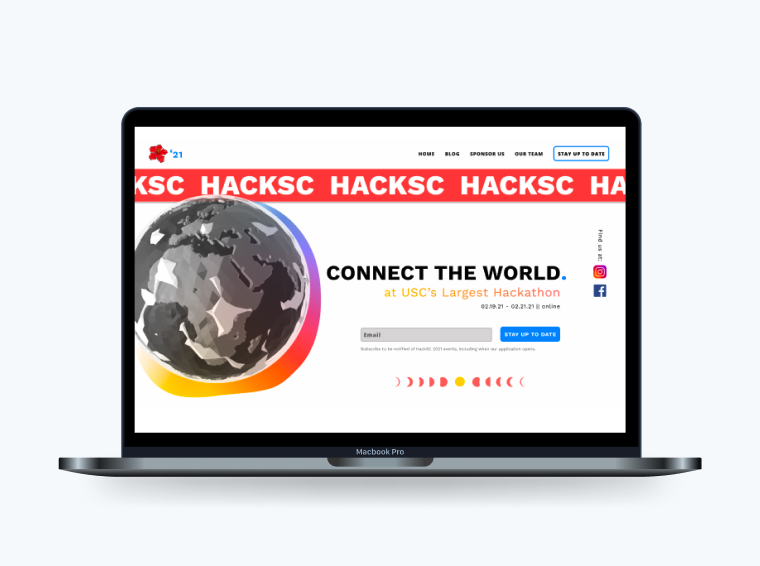 '21
HOME BLOG SPONSOR US OUR TEAM STAY UP TO DATE
KSC HACKSC HACKSC HACKSC HA
Find us at:
CONNECT THE WORLD.
at USC's Largest Hackathon
02.19.21 - 02.21.21 || online
Email STAY UP TO DATE
Subscribe to be notified of HackSC 2021 events, including when our application opens.
Macbook Pro